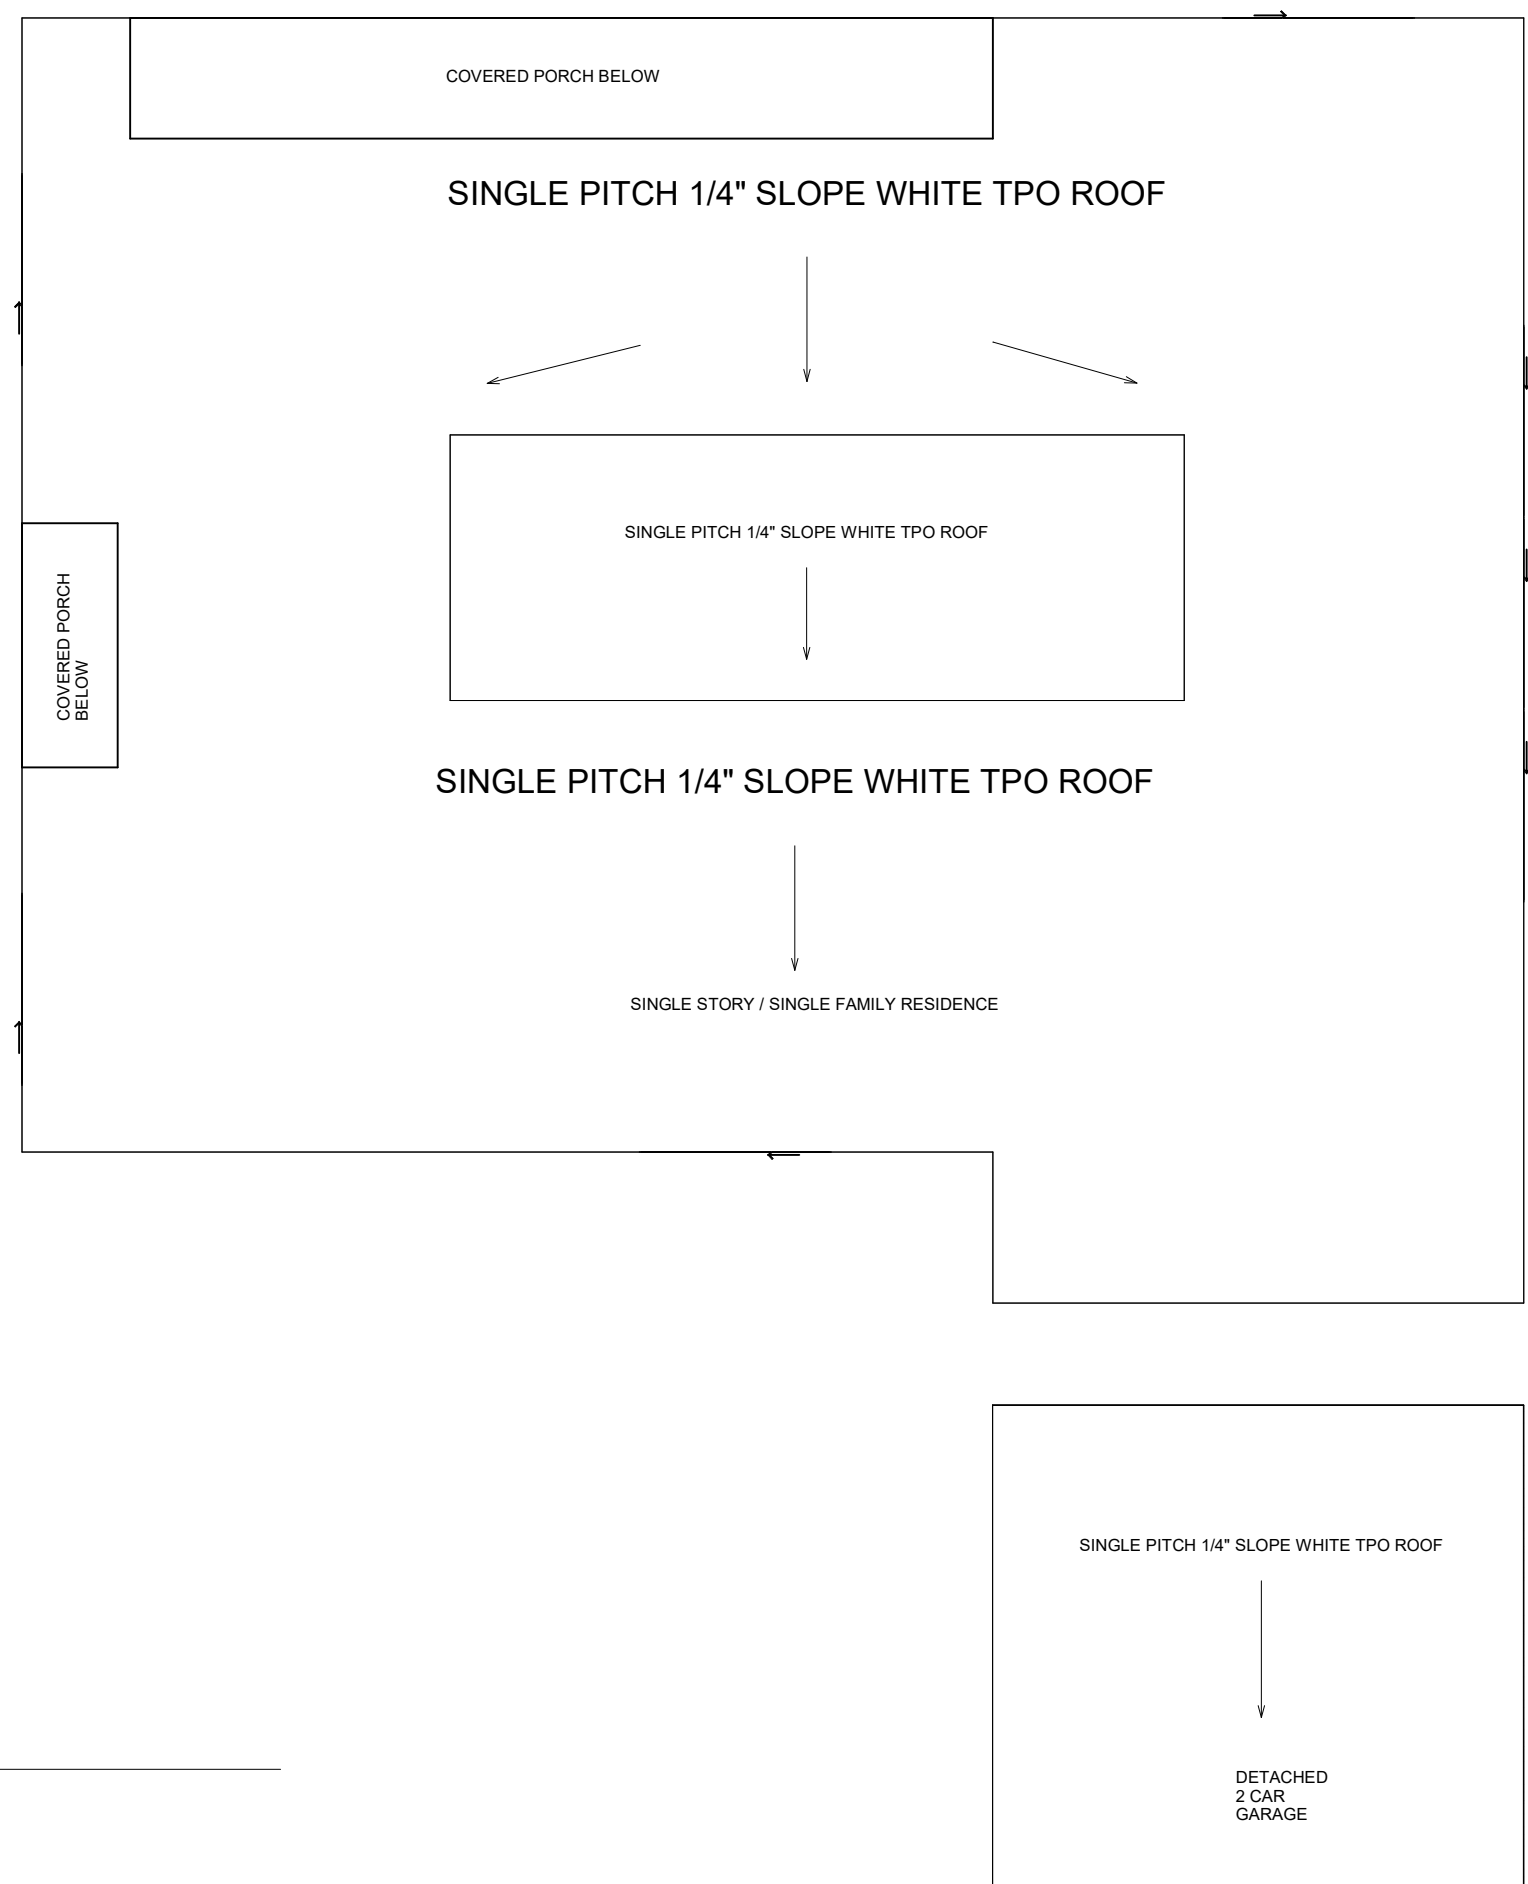 COVERED PORCH BELOW
SINGLE PITCH 1/4" SLOPE WHITE TPO ROOF
SINGLE PITCH 1/4" SLOPE WHITE TPO ROOF
COVERED PORCH
BELOW
SINGLE PITCH 1/4" SLOPE WHITE TPO ROOF
SINGLE STORY / SINGLE FAMILY RESIDENCE
SINGLE PITCH 1/4" SLOPE WHITE TPO ROOF
DETACHED
2 CAR
GARAGE